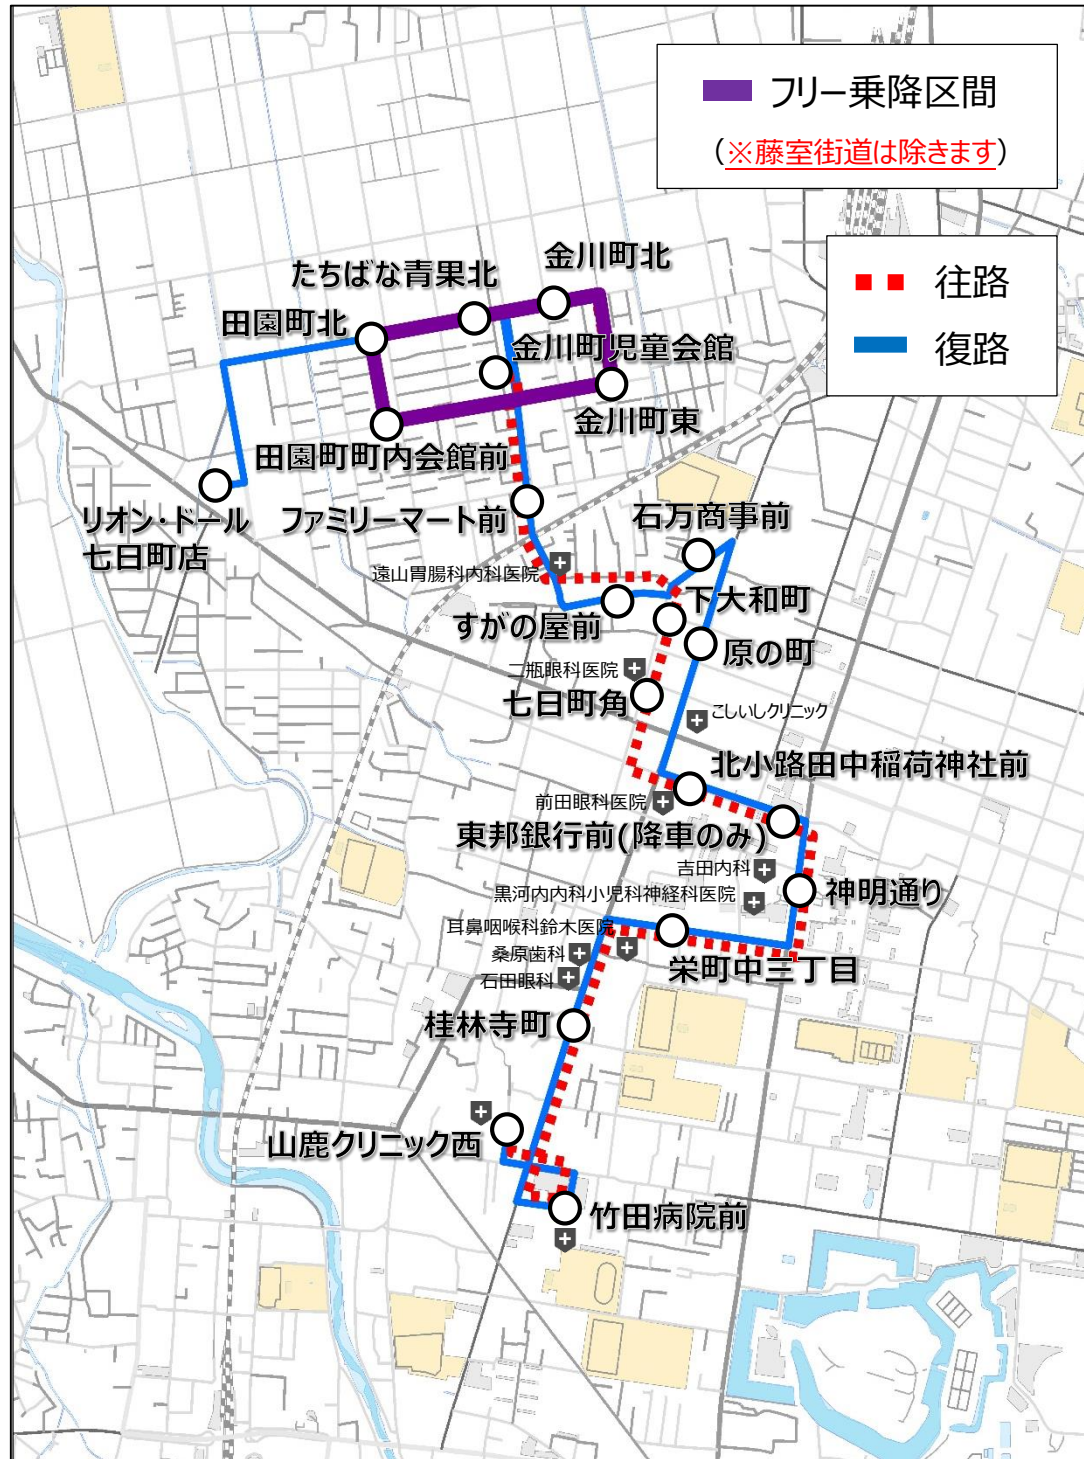 フリー乗降区間
(※藤室街道は除きます)
往路
復路
金川町北
たちばな青果北
田園町北
金川町児童会館
金川町東
田園町町内会館前
リオン・ドール
七日町店
ファミリーマート前
石万商事前
遠山胃腸科内科医院
下大和町
すがの屋前
原の町
二瓶眼科医院
七日町角
こしいしクリニック
北小路田中稲荷神社前
前田眼科医院
東邦銀行前(降車のみ)
吉田内科
黒河内内科小児科神経科医院
神明通り
耳鼻咽喉科鈴木医院
桑原歯科
石田眼科
栄町中三丁目
桂林寺町
山鹿クリニック西
竹田病院前